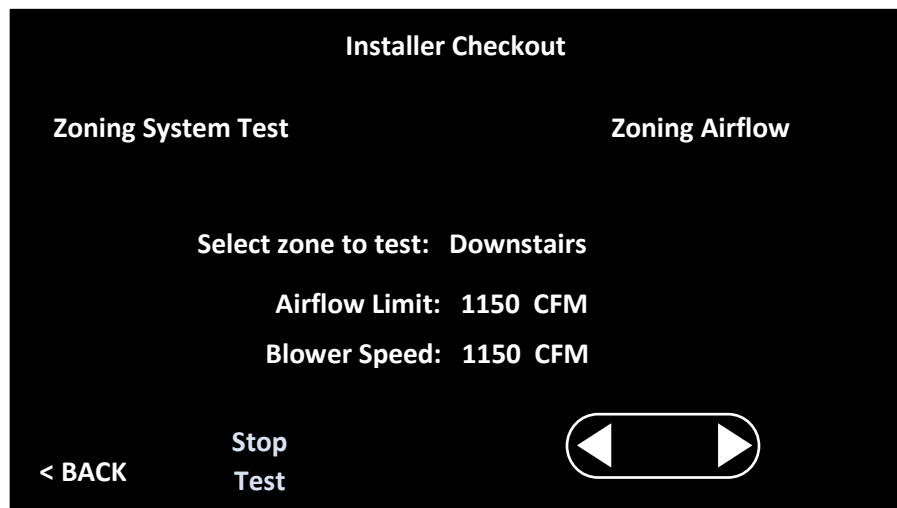 Installer Checkout
Zoning System Test Zoning Airflow
Select zone to test: Downstairs
Airflow Limit: 1150 CFM
Blower Speed: 1150 CFM
Stop
Test
< BACK